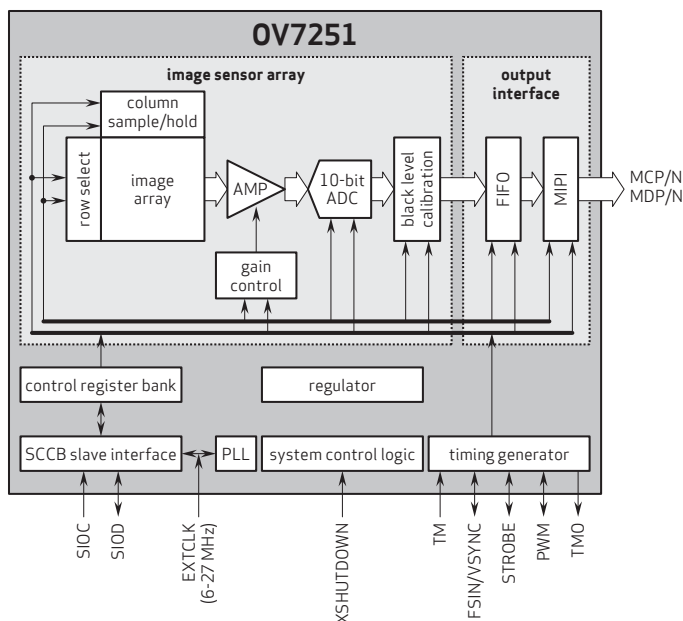 OV7251
image sensor array
output
interface
column
sample/hold
row select
image
array
AMP
10-bit
ADC
black level
calibration
FIFO
MIPI
MCP/N
MDP/N
gain
control
control register bank
regulator
SCCB slave interface
PLL
system control logic
timing generator
SIOC
SIOD
EXTCLK
(6-27 MHz)
XSHUTDOWN
TM
FSIN/VSYNC
STROBE
PWM
TMO